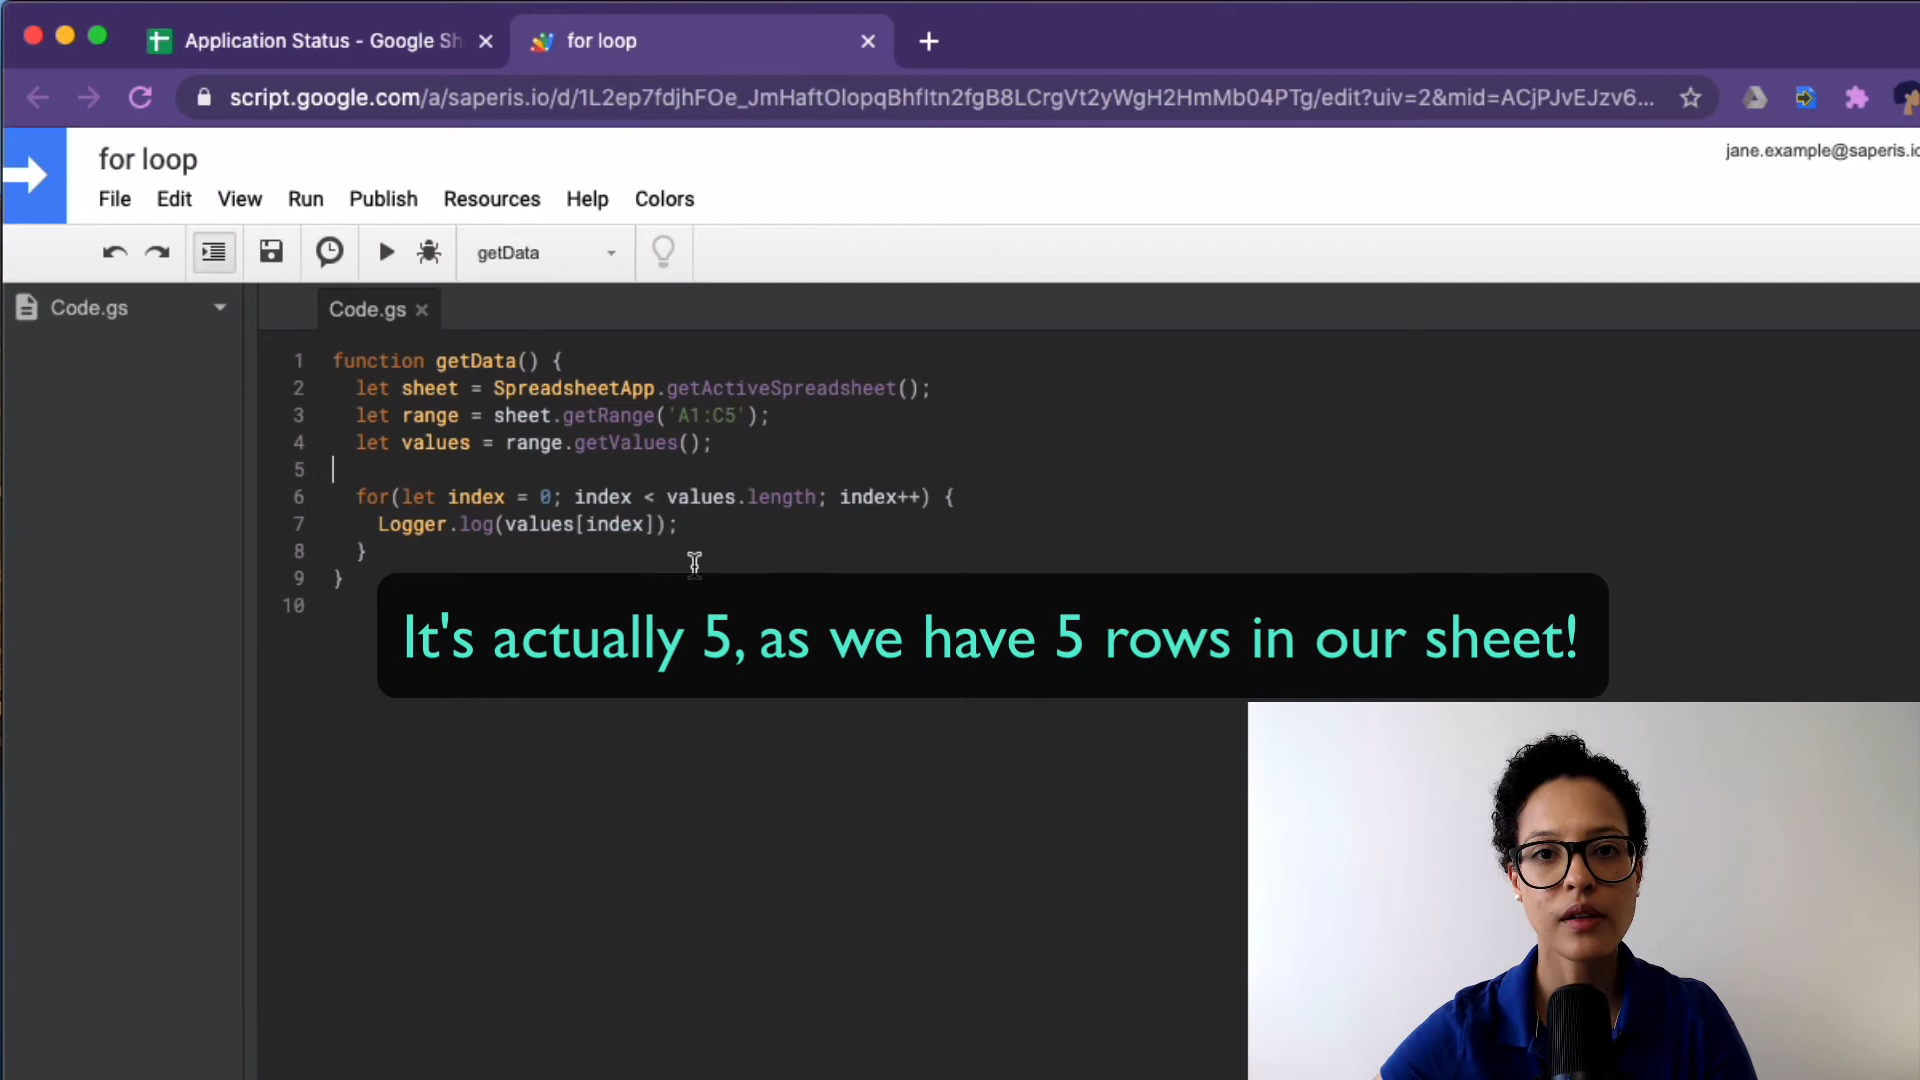 Application Status - Google Sh
for loop
script.google.com/a/saperis.io/d/1L2ep7fdjhFOe_JmHaftOlopqBhfItn2fgB8LCrgVt2yWgH2HmMb04PTg/edit?uiv=2&mid=ACjPJvEJzv6...
for loop
jane.example@saperis.io
File Edit View Run Publish Resources Help Colors
getData
Code.gs
Code.gs
1 function getData() {
2 let sheet = SpreadsheetApp.getActiveSpreadsheet();
3 let range = sheet.getRange('A1:C5');
4 let values = range.getValues();
5
6 for(let index = 0; index < values.length; index++) {
7 Logger.log(values[index]);
8 }
9 }
10
It's actually 5, as we have 5 rows in our sheet!